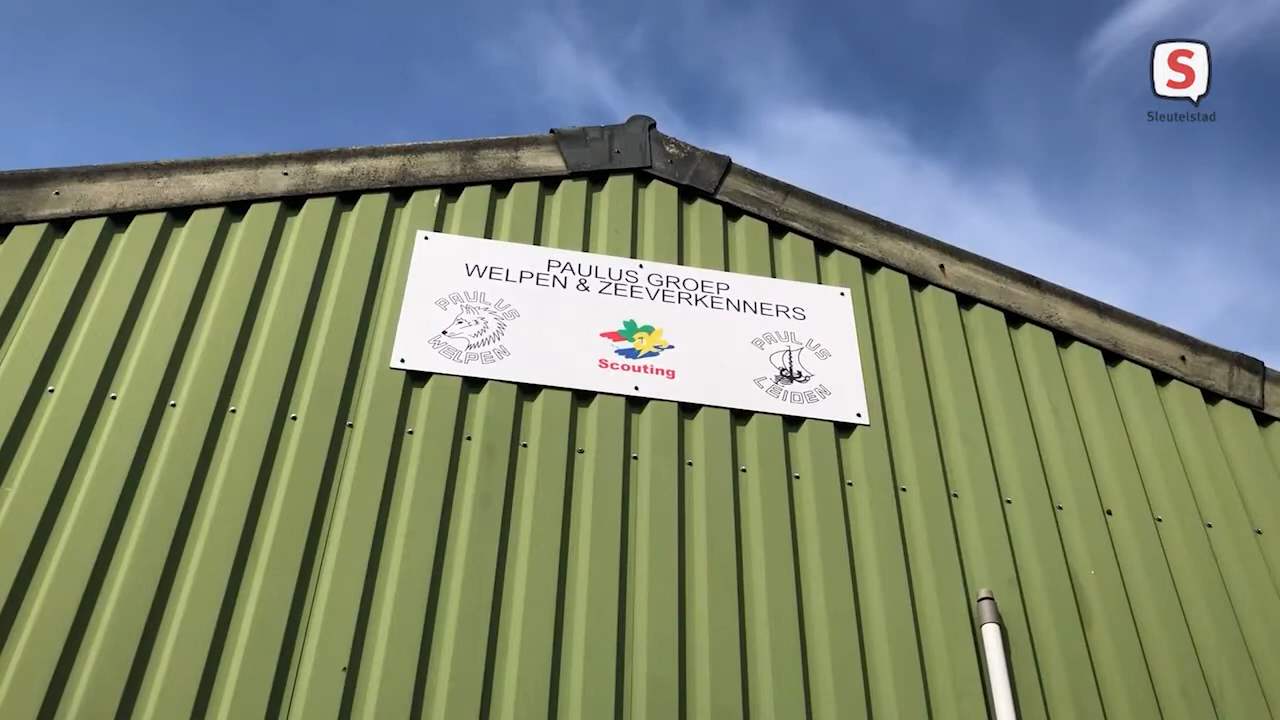 S
Sleutelstad
PAULUS GROEP
WELPEN & ZEEVERKENNERS
PAULUS
WELPEN
Scouting
PAULUS
LEIDEN